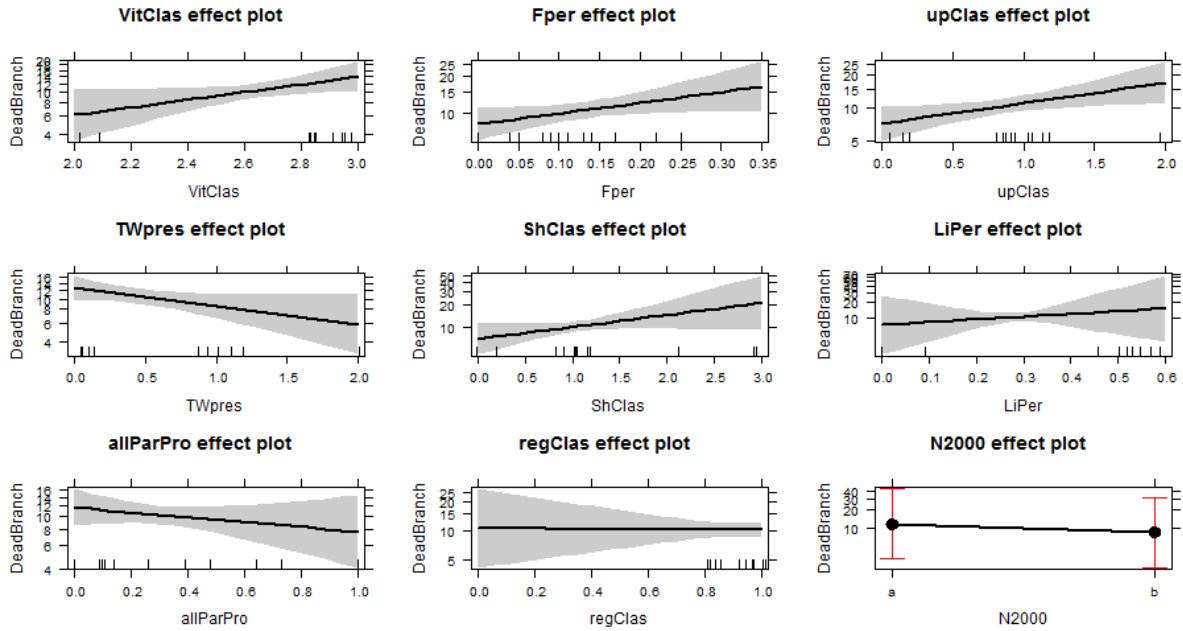 VitClas effect plot
DeadBranch
20
10
8
6
4
2.0 2.2 2.4 2.6 2.8 3.0
VitClas
Fper effect plot
DeadBranch
25
20
15
10
0.00 0.05 0.10 0.15 0.20 0.25 0.30 0.35
Fper
upClas effect plot
DeadBranch
25
20
15
10
5
0.0 0.5 1.0 1.5 2.0
upClas
TWpres effect plot
DeadBranch
16
14
12
10
8
6
4
0.0 0.5 1.0 1.5 2.0
TWpres
ShClas effect plot
DeadBranch
50
40
30
20
10
0.0 0.5 1.0 1.5 2.0 2.5 3.0
ShClas
LiPer effect plot
DeadBranch
70
30
20
10
0.0 0.1 0.2 0.3 0.4 0.5 0.6
LiPer
allParPro effect plot
DeadBranch
16
14
12
10
8
6
4
0.0 0.2 0.4 0.6 0.8 1.0
allParPro
regClas effect plot
DeadBranch
25
20
15
10
5
0.0 0.2 0.4 0.6 0.8 1.0
regClas
N2000 effect plot
DeadBranch
40
30
20
10
a b
N2000